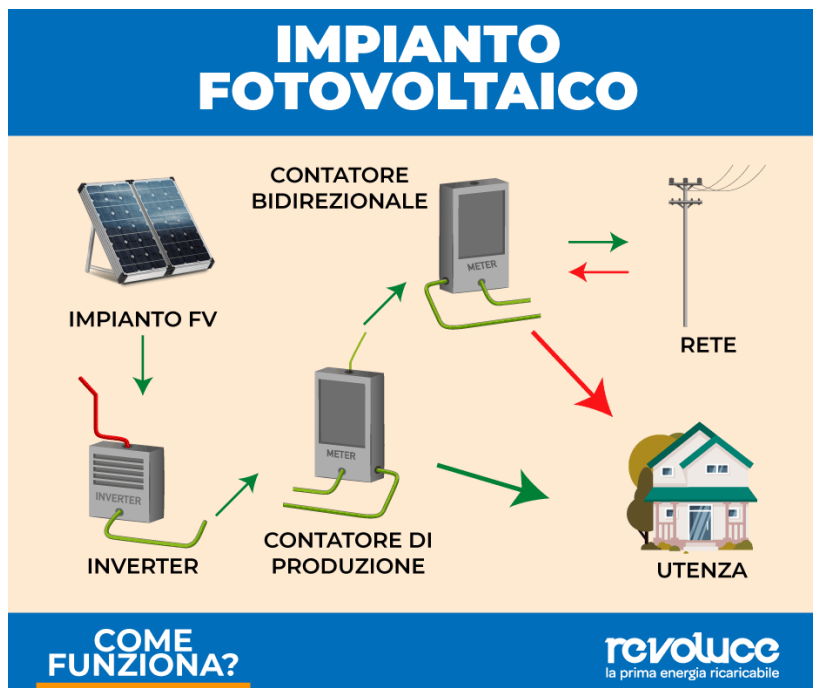 IMPIANTO
FOTOVOLTAICO
CONTATORE
BIDIREZIONALE
METER
IMPIANTO FV
RETE
METER
INVERTER
INVERTER
CONTATORE DI
PRODUZIONE
UTENZA
COME
FUNZIONA?
revoluce
la prima energia ricaricabile